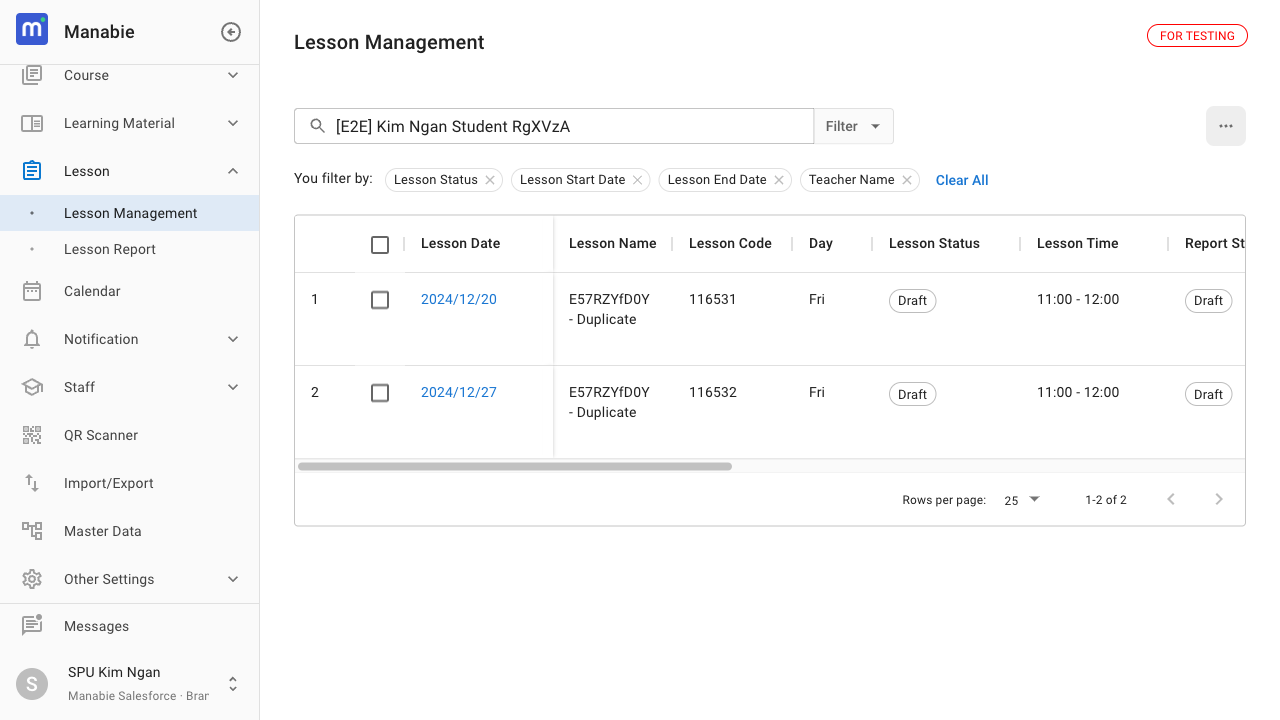 Manabie
Course
Learning Material
Lesson
Lesson Management
Lesson Report
Calendar
Notification
Staff
QR Scanner
Import/Export
Master Data
Other Settings
Messages
S
SPU Kim Ngan
Manabie Salesforce · Brar
Lesson Management
FOR TESTING
[E2E] Kim Ngan Student RgXVzA
Filter
You filter by: Lesson Status Lesson Start Date Lesson End Date Teacher Name Clear All
Lesson Date Lesson Name Lesson Code Day Lesson Status Lesson Time Report St
1 2024/12/20 E57RZYfD0Y 116531 Fri Draft 11:00 - 12:00 Draft
- Duplicate
2 2024/12/27 E57RZYfD0Y 116532 Fri Draft 11:00 - 12:00 Draft
- Duplicate
Rows per page: 25 1-2 of 2